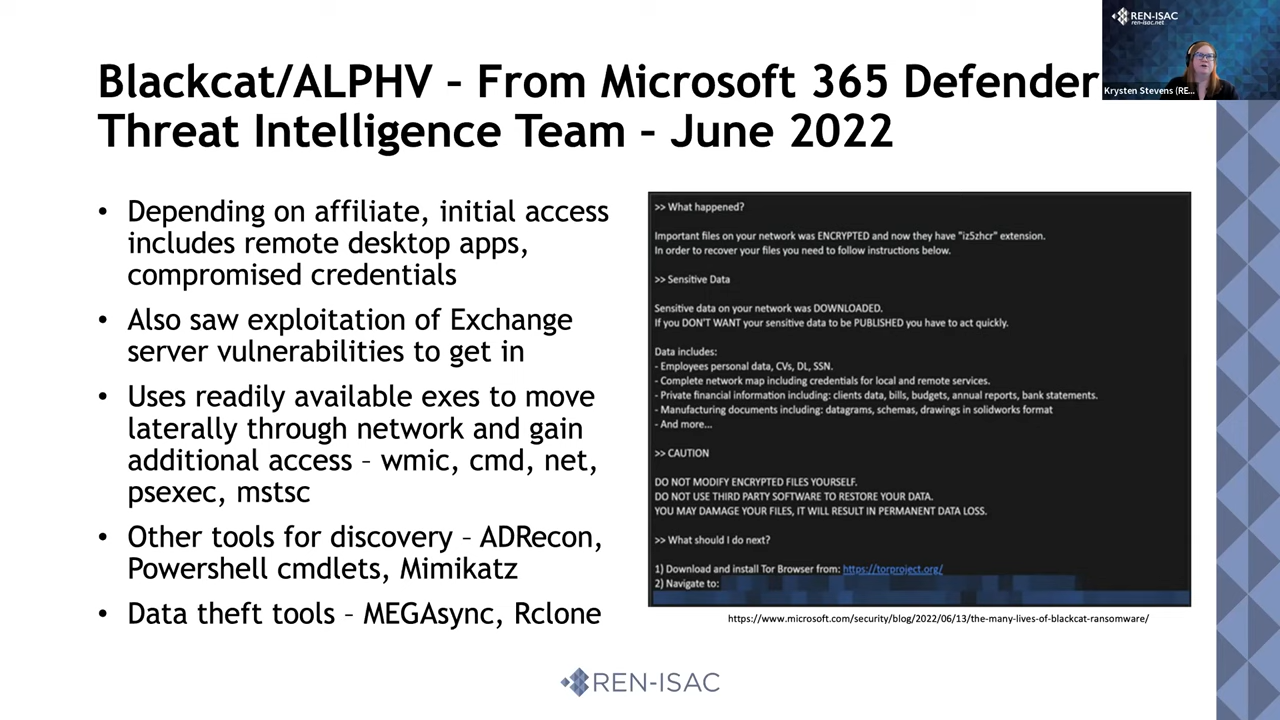 REN-ISAC
ren-isac.net
Krysten Stevens (RE...
Blackcat/ALPHV – From Microsoft 365 Defender
Threat Intelligence Team – June 2022
• Depending on affiliate, initial access
includes remote desktop apps,
compromised credentials
• Also saw exploitation of Exchange
server vulnerabilities to get in
• Uses readily available exes to move
laterally through network and gain
additional access – wmic, cmd, net,
psexec, mstsc
• Other tools for discovery – ADRecon,
Powershell cmdlets, Mimikatz
• Data theft tools – MEGAsync, Rclone
>> What happened?
Important files on your network was ENCRYPTED and now they have "iz5zhcr" extension.
In order to recover your files you need to follow instructions below.
>> Sensitive Data
Sensitive data on your network was DOWNLOADED.
If you DON'T WANT your sensitive data to be PUBLISHED you have to act quickly.
Data includes:
- Employees personal data, CVs, DL, SSN.
- Complete network map including credentials for local and remote services.
- Private financial information including: clients data, bills, budgets, annual reports, bank statements.
- Manufacturing documents including: datagrams, schemas, drawings in solidworks format
- And more...
>> CAUTION
DO NOT MODIFY ENCRYPTED FILES YOURSELF.
DO NOT USE THIRD PARTY SOFTWARE TO RESTORE YOUR DATA.
YOU MAY DAMAGE YOUR FILES, IT WILL RESULT IN PERMANENT DATA LOSS.
>> What should I do next?
1) Download and install Tor Browser from: https://torproject.org/
2) Navigate to:
https://www.microsoft.com/security/blog/2022/06/13/the-many-lives-of-blackcat-ransomware/
REN-ISAC